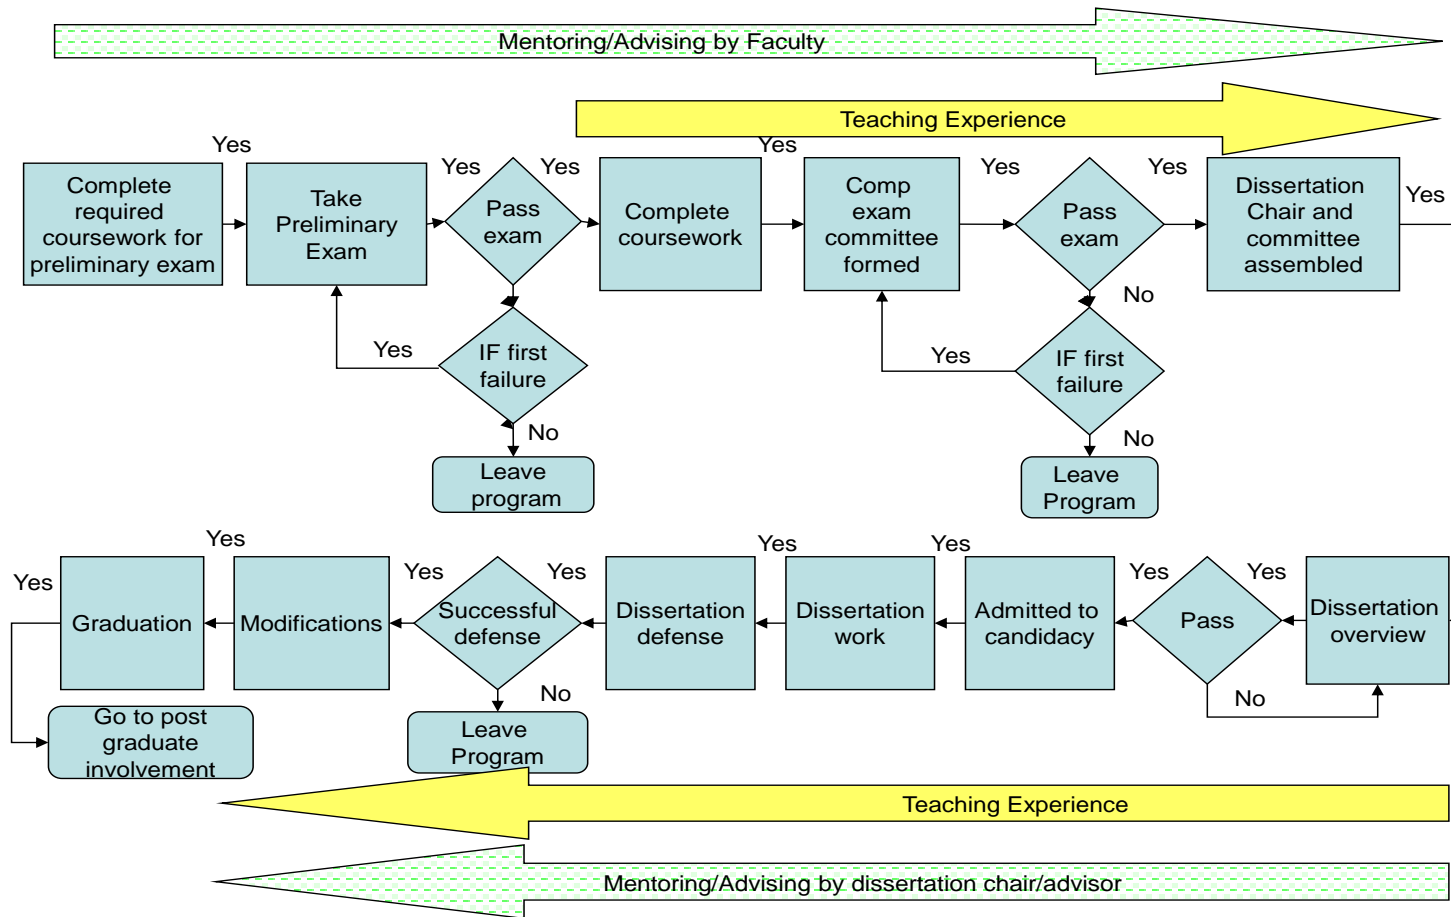 Mentoring/Advising by Faculty
Teaching Experience
Yes
Complete
required
coursework for
preliminary exam
Take
Preliminary
Exam
Yes
Pass
exam
Yes
Complete
coursework
Yes
Comp
exam
committee
formed
Yes
Pass
exam
Yes
Dissertation
Chair and
committee
assembled
Yes
No
Yes
IF first
failure
Yes
IF first
failure
No
Leave
program
No
Leave
Program
Yes
Graduation
Yes
Modifications
Yes
Successful
defense
Yes
Dissertation
defense
Yes
Dissertation
work
Yes
Admitted to
candidacy
Yes
Pass
Yes
Dissertation
overview
No
No
Go to post
graduate
involvement
Leave
Program
Teaching Experience
Mentoring/Advising by dissertation chair/advisor